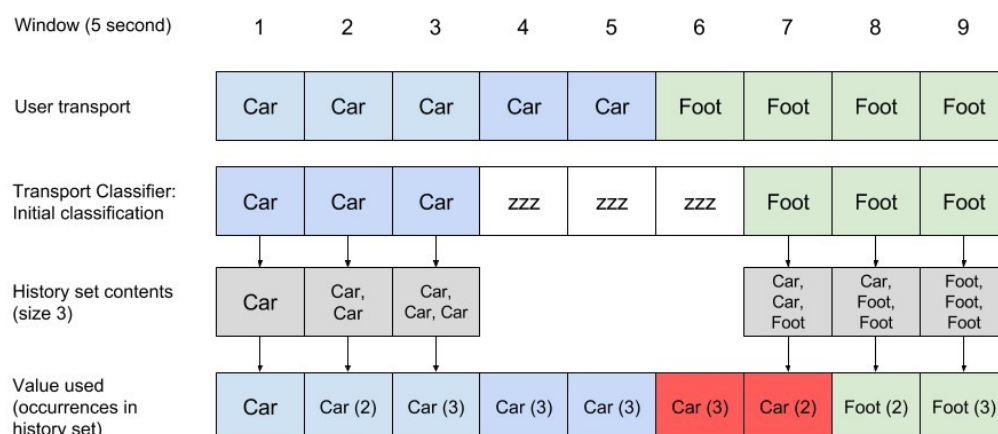 Window (5 second) 1 2 3 4 5 6 7 8 9
User transport Car Car Car Car Car Foot Foot Foot Foot
Transport Classifier:
Initial classification Car Car Car zzz zzz zzz Foot Foot Foot
History set contents
(size 3)
Car
Car,
Car
Car,
Car, Car
Car,
Car,
Foot
Car,
Foot,
Foot
Foot,
Foot,
Foot
Value used
(occurrences in
history set)
Car Car (2) Car (3) Car (3) Car (3) Car (3) Car (2) Foot (2) Foot (3)